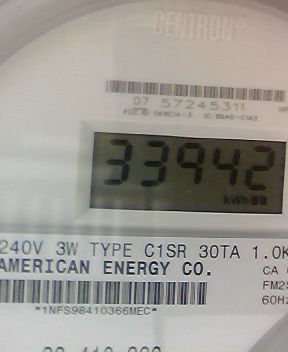 CENTRON®
07 57245311
33942
kWh
240V 3W TYPE C1SR 30TA 1.0K
AMERICAN ENERGY CO.
CA
FM2S
60Hz
*1NFS98410366MEC*